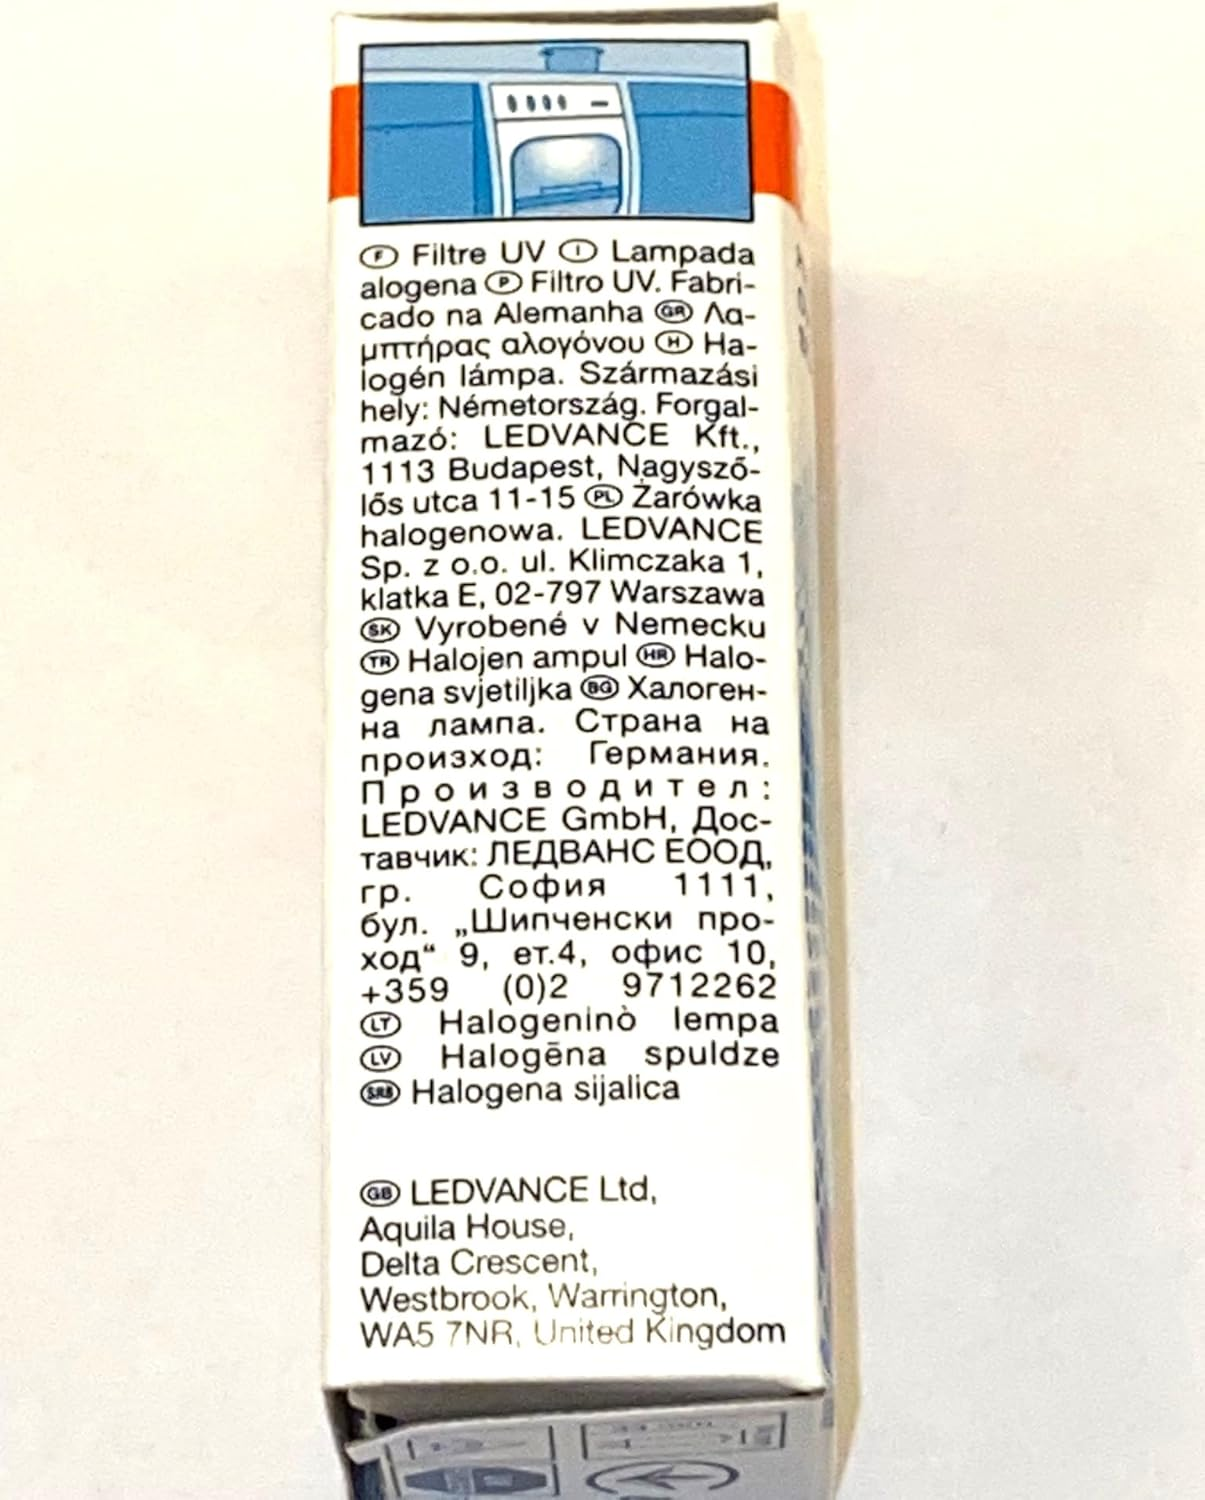 F Filtre UV I Lampada
alogena P Filtro UV. Fabri-
cado na Alemanha GR Λα-
μπτήρας αλογόνου H Ha-
logén lámpa. Származási
hely: Németország. Forgal-
mazó: LEDVANCE Kft.,
1113 Budapest, Nagysző-
lős utca 11-15 PL Żarówka
halogenowa. LEDVANCE
Sp. z o.o. ul. Klimczaka 1,
klatka E, 02-797 Warszawa
SK Vyrobené v Nemecku
TR Halojen ampul HR Halo-
gena svjetiljka BG Халоген-
на лампа. Страна на
произход: Германия.
Производител:
LEDVANCE GmbH, Дос-
тавчик: ЛЕДВАНС ЕООД,
гр. София 1111,
бул. „Шипченски про-
ход“ 9, ет.4, офис 10,
+359 (0)2 9712262
LT Halogeninò lempa
LV Halogēna spuldze
SRB Halogena sijalica
GB LEDVANCE Ltd,
Aquila House,
Delta Crescent,
Westbrook, Warrington,
WA5 7NR, United Kingdom